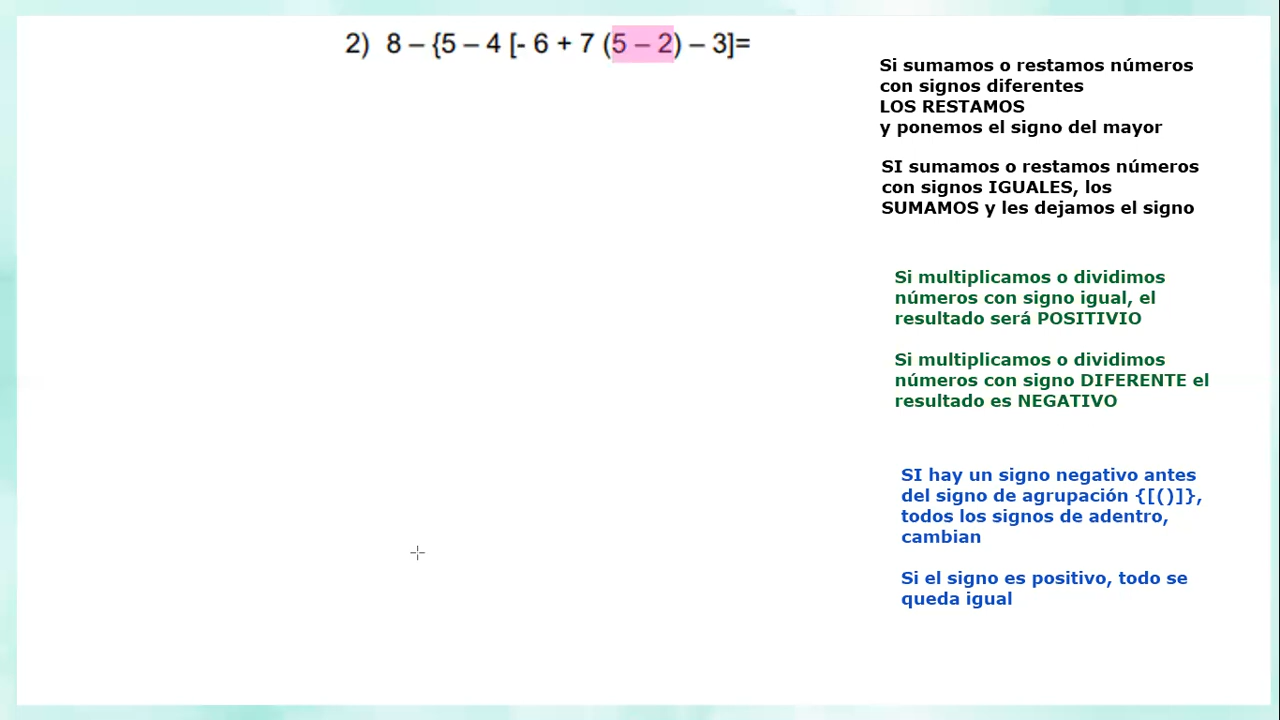 2) 8 – {5 – 4 [- 6 + 7 (5 – 2) – 3]=
Si sumamos o restamos números
con signos diferentes
LOS RESTAMOS
y ponemos el signo del mayor
SI sumamos o restamos números
con signos IGUALES, los
SUMAMOS y les dejamos el signo
Si multiplicamos o dividimos
números con signo igual, el
resultado será POSITIVIO
Si multiplicamos o dividimos
números con signo DIFERENTE el
resultado es NEGATIVO
SI hay un signo negativo antes
del signo de agrupación {[()]},
todos los signos de adentro,
cambian
Si el signo es positivo, todo se
queda igual